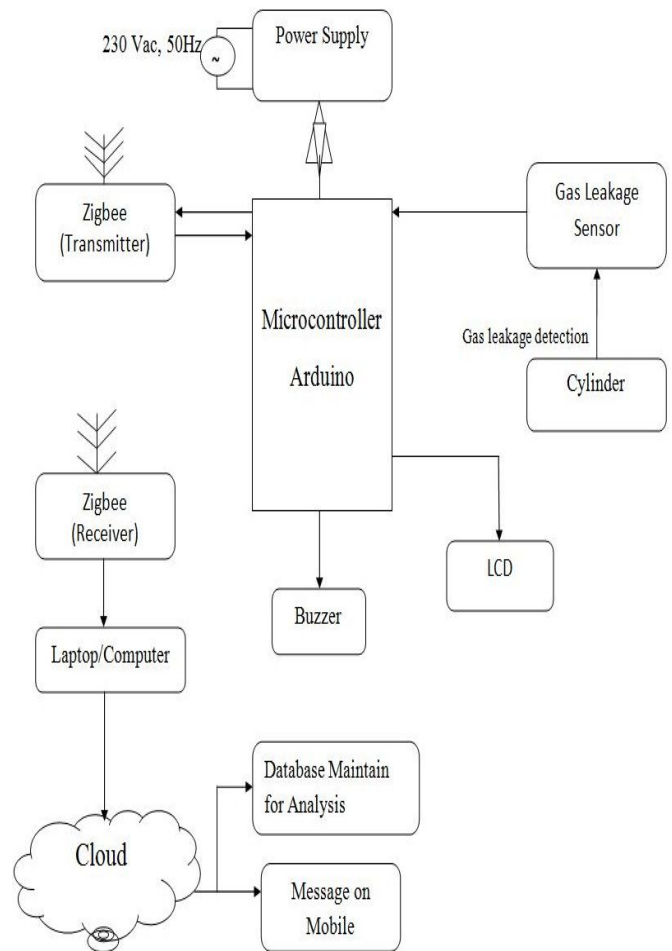 230 Vac, 50Hz
~
Power Supply
Zigbee
(Transmitter)
Gas Leakage
Sensor
Microcontroller
Arduino
Gas leakage detection
Cylinder
Zigbee
(Receiver)
LCD
Buzzer
Laptop/Computer
Database Maintain
for Analysis
Cloud
Message on
Mobile